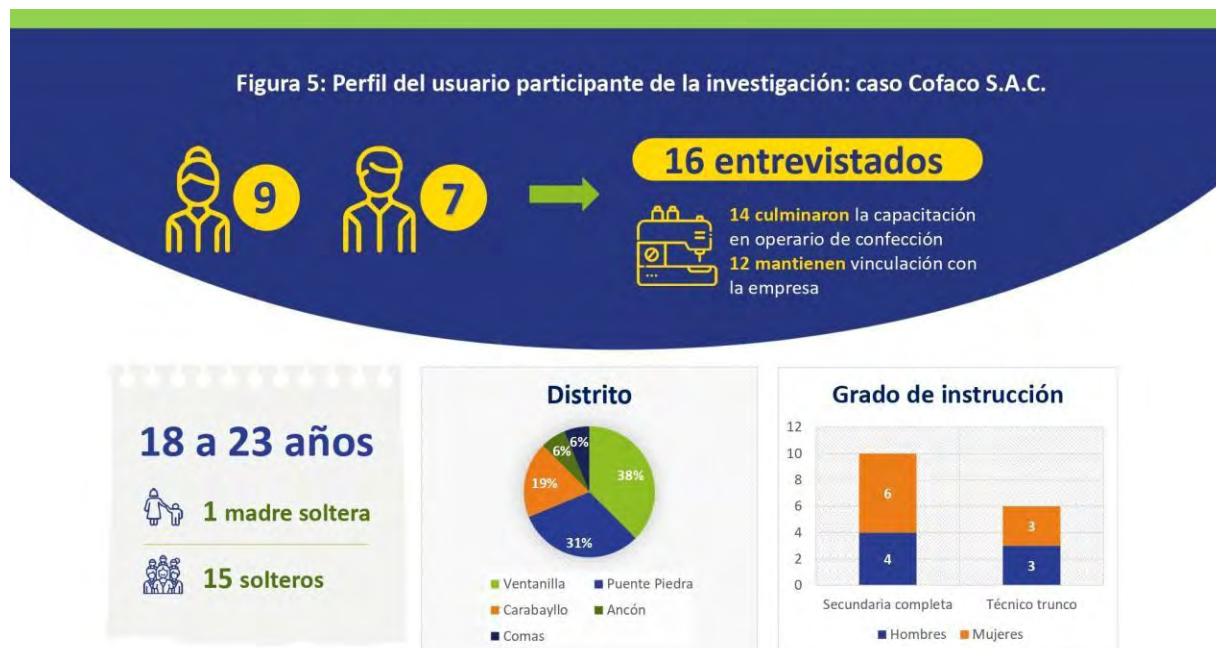 Figura 5: Perfil del usuario participante de la investigación: caso Cofaco S.A.C.
9
7
16 entrevistados
14 culminaron la capacitación
en operario de confección
12 mantienen vinculación con
la empresa
18 a 23 años
1 madre soltera
15 solteros
Distrito
6%
6%
38%
19%
31%
Ventanilla
Puente Piedra
Carabayllo
Ancón
Comas
Grado de instrucción
12
10
8
6
4
2
0
6
4
3
3
Secundaria completa
Técnico trunco
Hombres
Mujeres